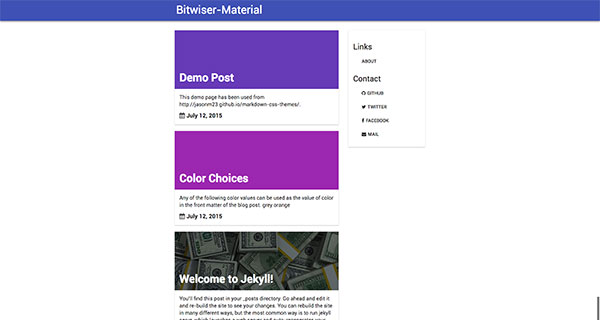 Bitwiser-Material
Demo Post
This demo page has been used from
http://jasonm23.github.io/markdown-css-themes/.
July 12, 2015
Color Choices
Any of the following color values can be used as the value of color
in the front matter of the blog post. grey orange
July 12, 2015
Welcome to Jekyll!
You'll find this post in your _posts directory. Go ahead and edit it
and re-build the site to see your changes. You can rebuild the site
in many different ways, but the most common way is to run jekyll
Links
ABOUT
Contact
GITHUB
TWITTER
FACEBOOK
MAIL